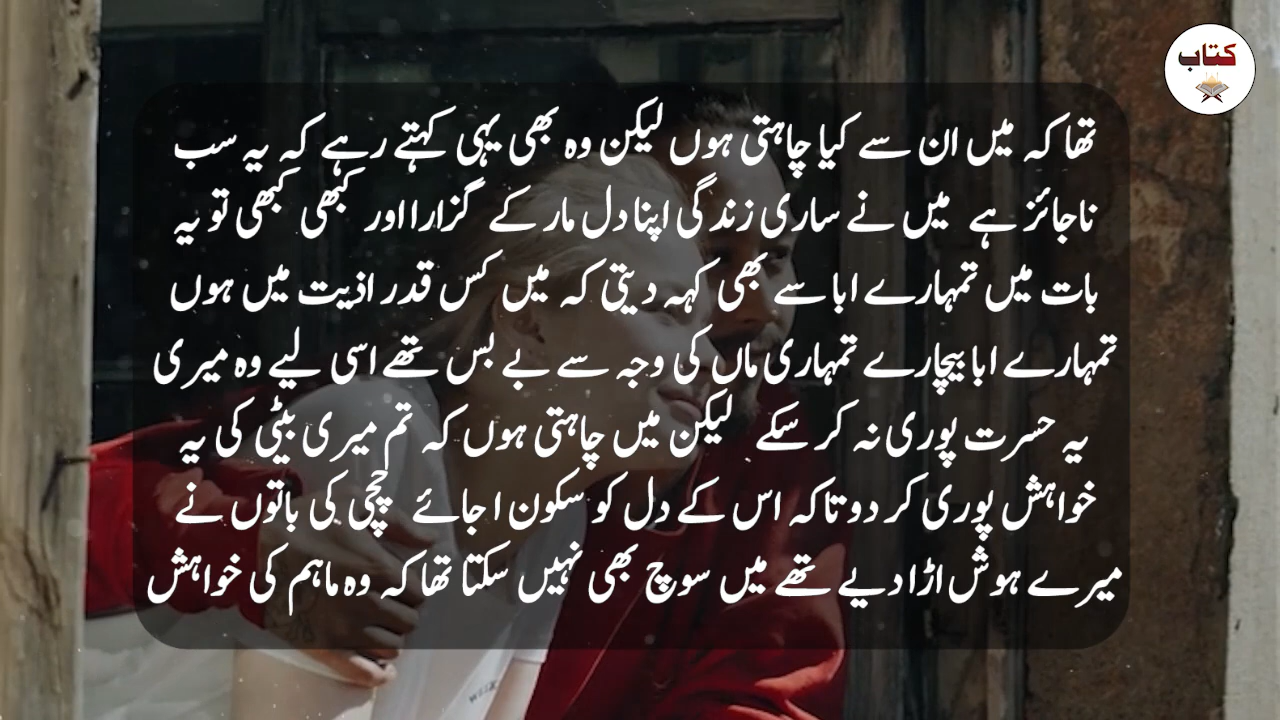 کتاب
تھا کہ میں ان سے کیا چاہتی ہوں لیکن وہ بھی یہی کہتے رہے کہ یہ سب
ناجائز ہے میں نے ساری زندگی اپنا دل مار کے گزارا اور کبھی کبھی تو یہ
بات میں تمہارے ابا سے بھی کہہ دیتی کہ میں کس قدر اذیت میں ہوں
تمہارے ابا بیچارے تمہاری ماں کی وجہ سے بے بس تھے اسی لیے وہ میری
یہ حسرت پوری نہ کر سکے لیکن میں چاہتی ہوں کہ تم میری بیٹی کی یہ
خواہش پوری کر دو تاکہ اس کے دل کو سکون ا جائے چچی کی باتوں نے
میرے ہوش اڑا دیے تھے میں سوچ بھی نہیں سکتا تھا کہ وہ ماہم کی خواہش